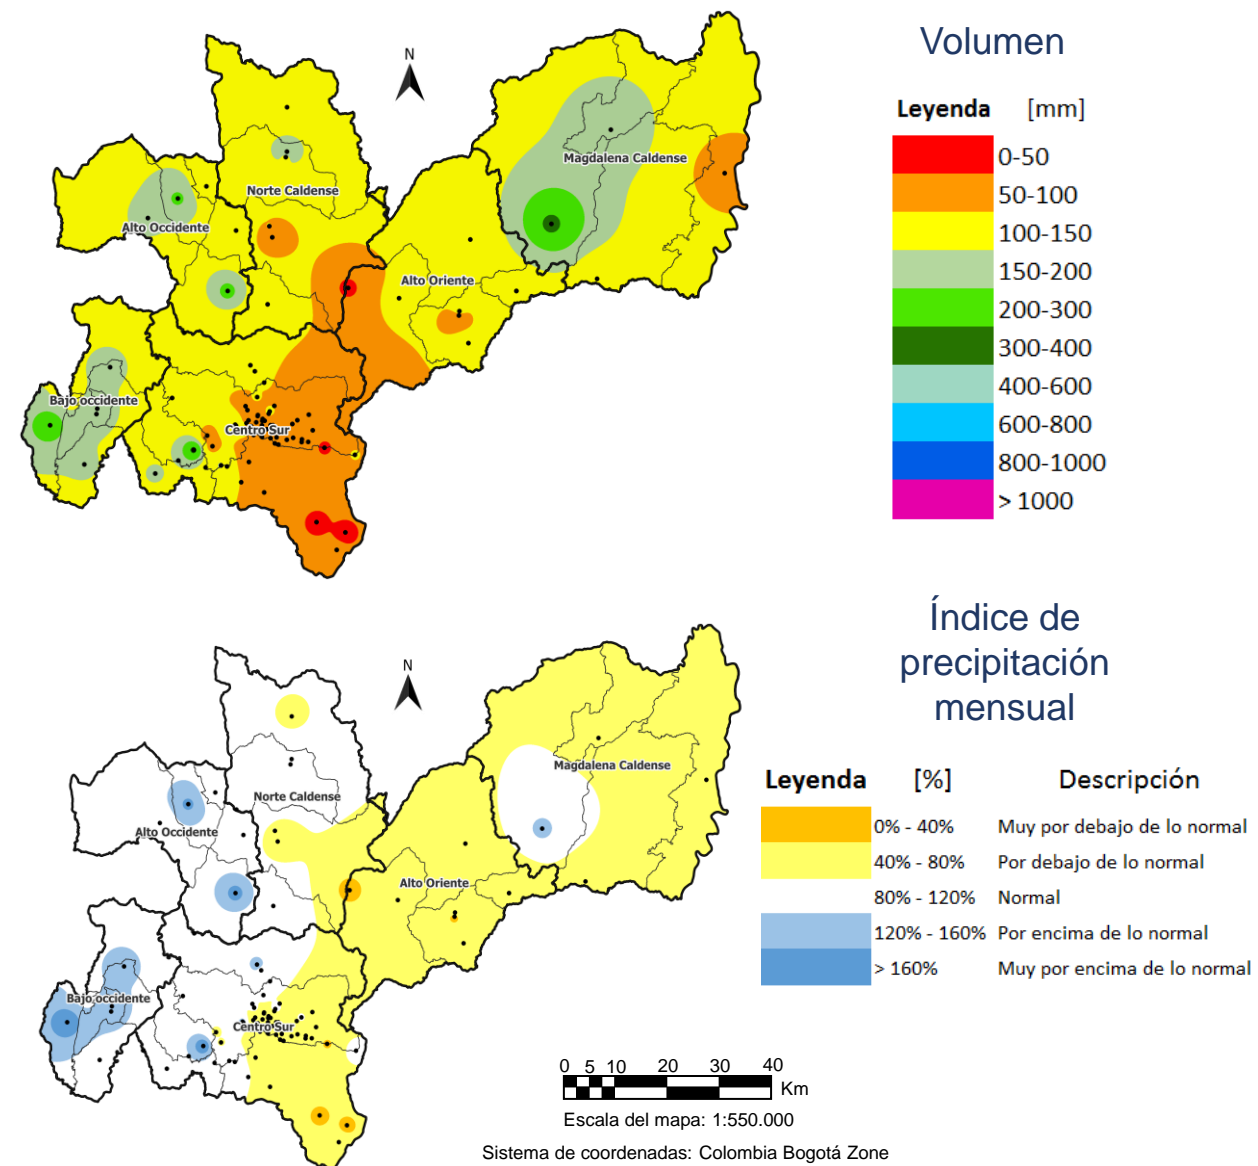 Volumen
Leyenda [mm]
0-50
50-100
100-150
150-200
200-300
300-400
400-600
600-800
800-1000
> 1000
N
Magdalena Caldense
Norte Caldense
Alto Occidente
Alto Oriente
Bajo occidente
Centro Sur
Índice de
precipitación
mensual
Leyenda [%] Descripción
0% - 40% Muy por debajo de lo normal
40% - 80% Por debajo de lo normal
80% - 120% Normal
120% - 160% Por encima de lo normal
> 160% Muy por encima de lo normal
N
Magdalena Caldense
Norte Caldense
Alto Occidente
Alto Oriente
Bajo occidente
Centro Sur
0 5 10 20 30 40
Km
Escala del mapa: 1:550.000
Sistema de coordenadas: Colombia Bogotá Zone